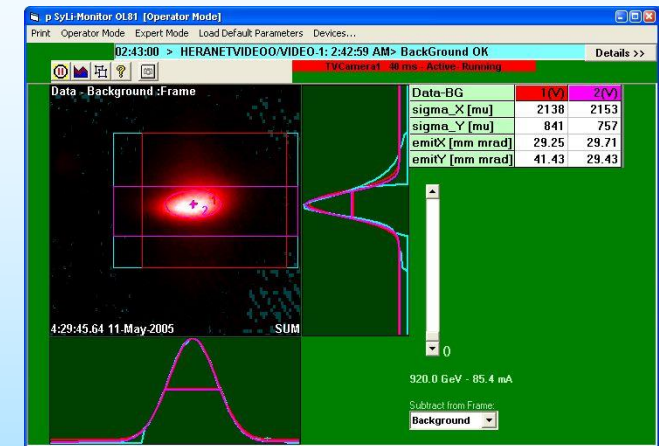 p SyLi-Monitor OL81 [Operator Mode]
Print Operator Mode Expert Mode Load Default Parameters Devices...
02:43:00 > HERANETVIDEOO/VIDEO-1: 2:42:59 AM> BackGround OK
Details >>
TVCamera1 40 ms - Active- Running
Data - Background :Frame
Data-BG 1(V) 2(V)
sigma_X [mu] 2138 2153
sigma_Y [mu] 841 757
emitX [mm mrad] 29.25 29.71
emitY [mm mrad] 41.43 29.43
1
2
4:29:45.64 11-May-2005 SUM
0
920.0 GeV - 85.4 mA
Subtract from Frame:
Background